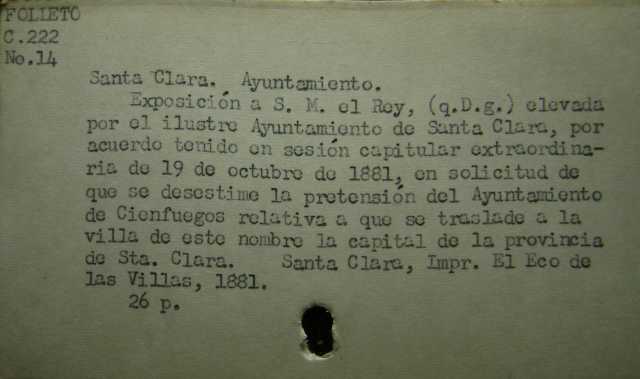 FOLLETO
C.222
No.14
Santa Clara. Ayuntamiento.
Exposición a S. M. el Rey, (q.D.g.) elevada
por el ilustre Ayuntamiento de Santa Clara, por
acuerdo tenido en sesión capitular extraordina-
ria de 19 de octubre de 1881, en solicitud de
que se desestime la pretensión del Ayuntamiento
de Cienfuegos relativa a que se traslade a la
villa de este nombre la capital de la provincia
de Sta. Clara. Santa Clara, Impr. El Eco de
las Villas, 1881.
26 p.